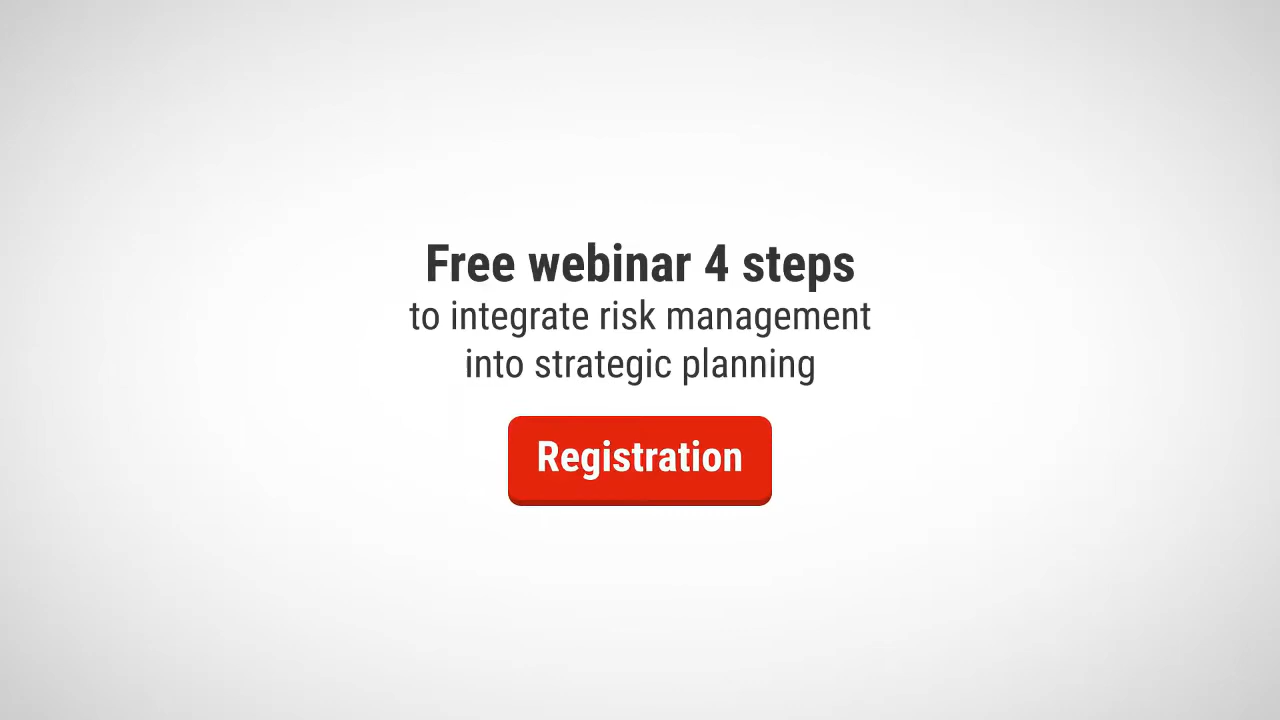 Free webinar 4 steps
to integrate risk management
into strategic planning
Registration